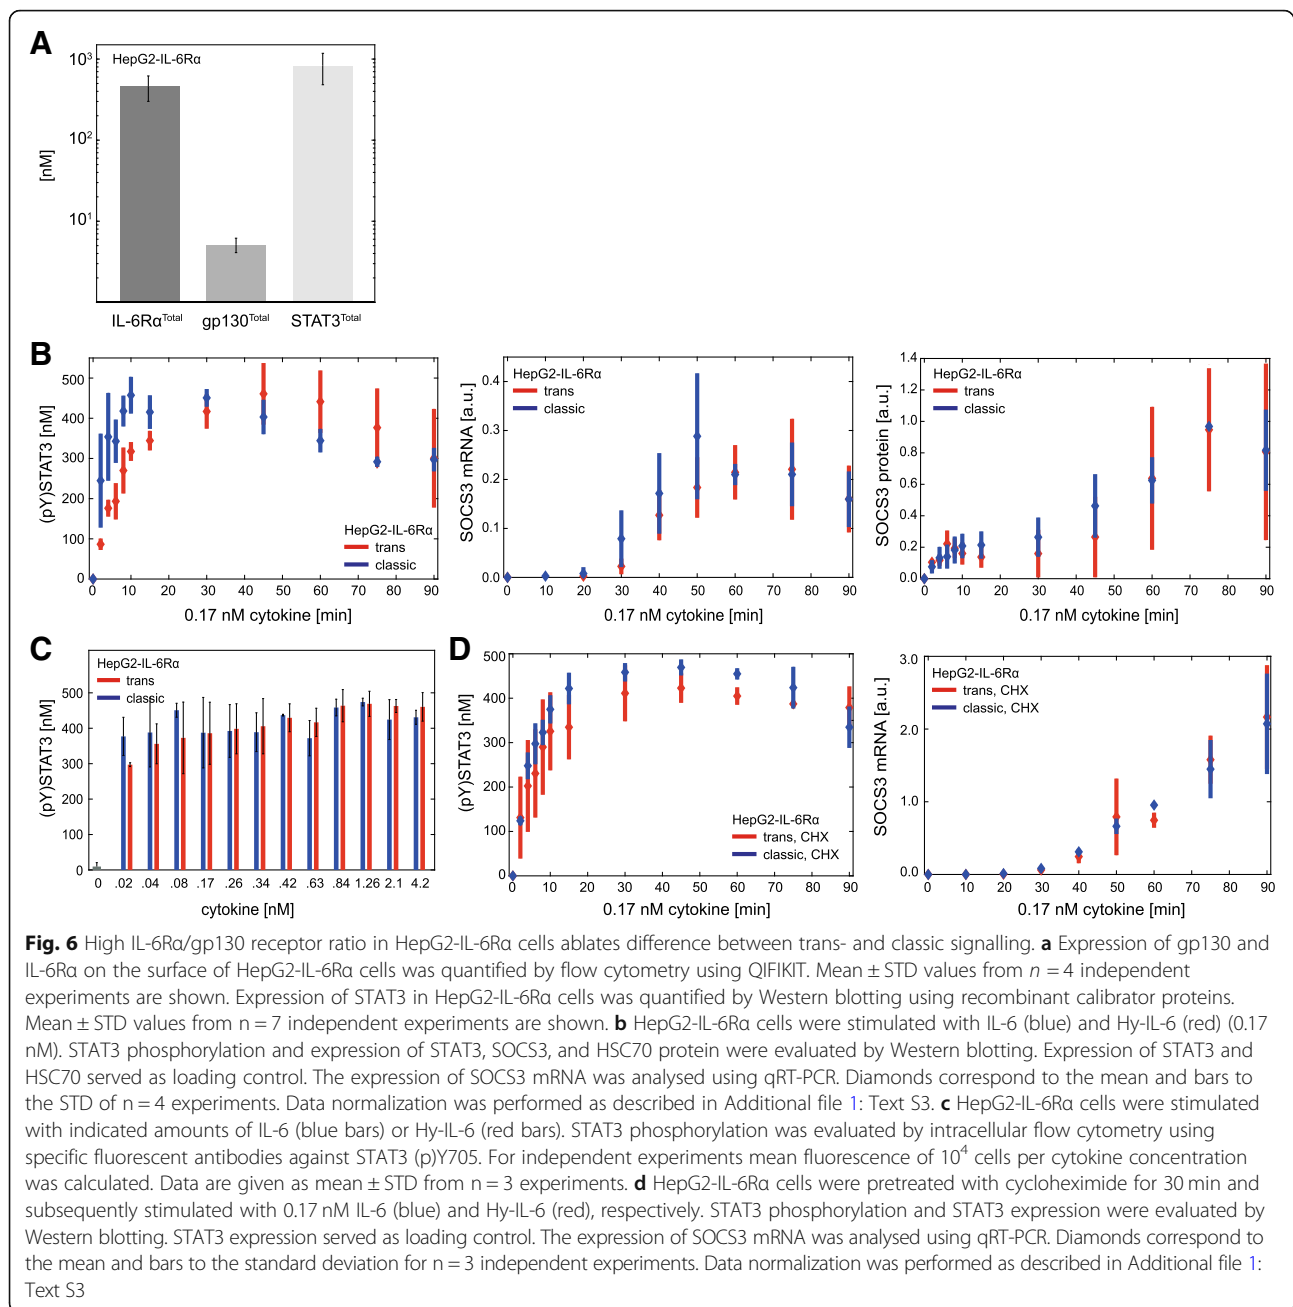 A
HepG2-IL-6Rα
10³
10²
10¹
[nM]
IL-6Rα^Total gp130^Total STAT3^Total
B
500
400
300
200
100
0
(pY)STAT3 [nM]
HepG2-IL-6Rα
trans
classic
0 10 20 30 40 50 60 70 80 90
0.17 nM cytokine [min]
0.4
0.3
0.2
0.1
0.0
SOCS3 mRNA [a.u.]
HepG2-IL-6Rα
trans
classic
0 10 20 30 40 50 60 70 80 90
0.17 nM cytokine [min]
1.4
1.2
1.0
0.8
0.6
0.4
0.2
0.0
SOCS3 protein [a.u.]
HepG2-IL-6Rα
trans
classic
0 10 20 30 40 50 60 70 80 90
0.17 nM cytokine [min]
C
HepG2-IL-6Rα
trans
classic
500
400
300
200
100
0
(pY)STAT3 [nM]
0 .02 .04 .08 .17 .26 .34 .42 .63 .84 1.26 2.1 4.2
cytokine [nM]
D
500
400
300
200
100
0
(pY)STAT3 [nM]
HepG2-IL-6Rα
trans, CHX
classic, CHX
0 10 20 30 40 50 60 70 80 90
0.17 nM cytokine [min]
3.0
2.0
1.0
0.0
SOCS3 mRNA [a.u.]
HepG2-IL-6Rα
trans, CHX
classic, CHX
0 10 20 30 40 50 60 70 80 90
0.17 nM cytokine [min]
Fig. 6 High IL-6Rα/gp130 receptor ratio in HepG2-IL-6Rα cells ablates difference between trans- and classic signalling. a Expression of gp130 and
IL-6Rα on the surface of HepG2-IL-6Rα cells was quantified by flow cytometry using QIFIKIT. Mean ± STD values from n = 4 independent
experiments are shown. Expression of STAT3 in HepG2-IL-6Rα cells was quantified by Western blotting using recombinant calibrator proteins.
Mean ± STD values from n = 7 independent experiments are shown. b HepG2-IL-6Rα cells were stimulated with IL-6 (blue) and Hy-IL-6 (red) (0.17
nM). STAT3 phosphorylation and expression of STAT3, SOCS3, and HSC70 protein were evaluated by Western blotting. Expression of STAT3 and
HSC70 served as loading control. The expression of SOCS3 mRNA was analysed using qRT-PCR. Diamonds correspond to the mean and bars to
the STD of n = 4 experiments. Data normalization was performed as described in Additional file 1: Text S3. c HepG2-IL-6Rα cells were stimulated
with indicated amounts of IL-6 (blue bars) or Hy-IL-6 (red bars). STAT3 phosphorylation was evaluated by intracellular flow cytometry using
specific fluorescent antibodies against STAT3 (p)Y705. For independent experiments mean fluorescence of 10⁴ cells per cytokine concentration
was calculated. Data are given as mean ± STD from n = 3 experiments. d HepG2-IL-6Rα cells were pretreated with cycloheximide for 30 min and
subsequently stimulated with 0.17 nM IL-6 (blue) and Hy-IL-6 (red), respectively. STAT3 phosphorylation and STAT3 expression were evaluated by
Western blotting. STAT3 expression served as loading control. The expression of SOCS3 mRNA was analysed using qRT-PCR. Diamonds correspond to
the mean and bars to the standard deviation for n = 3 independent experiments. Data normalization was performed as described in Additional file 1:
Text S3